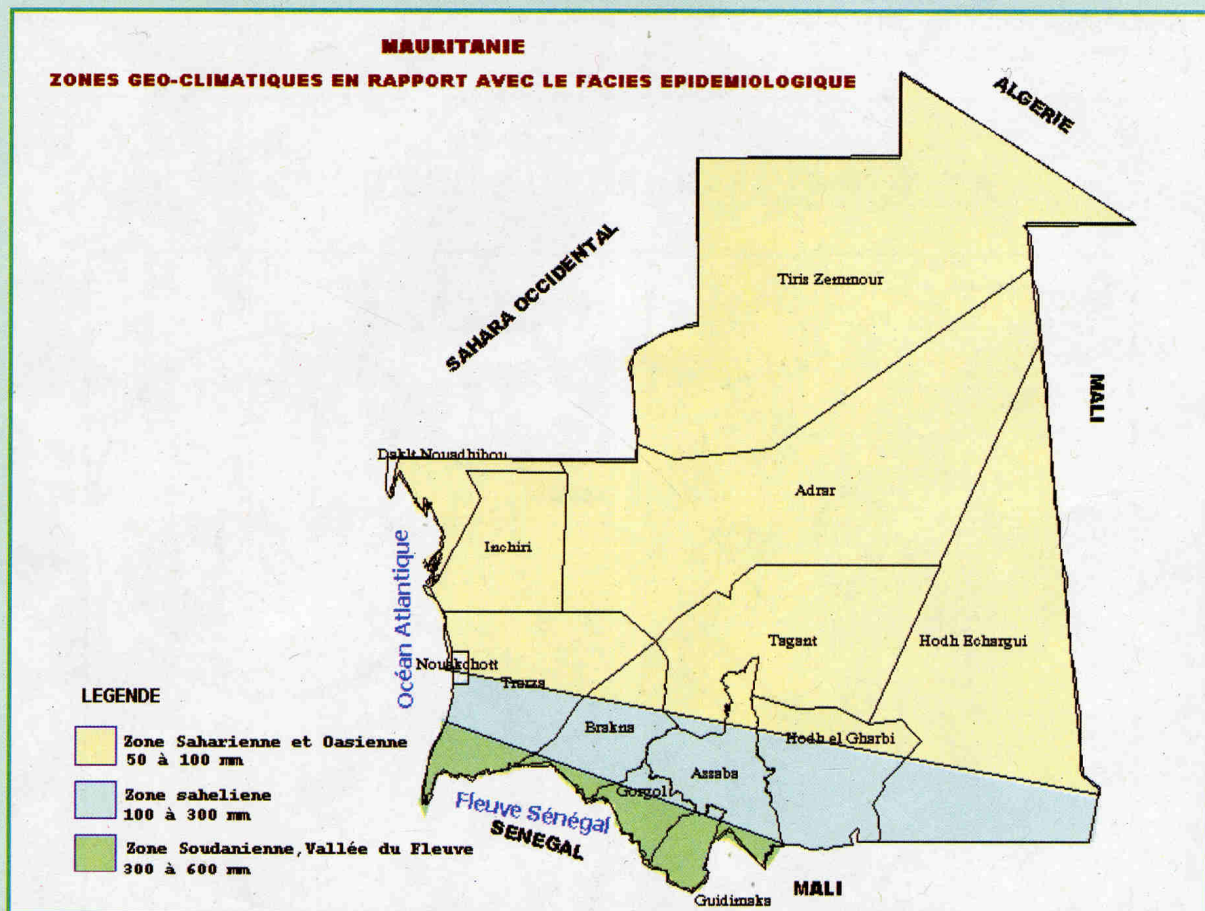 MAURITANIE
ZONES GEO-CLIMATIQUES EN RAPPORT AVEC LE FACIES EPIDEMIOLOGIQUE
ALGERIE
SAHARA OCCIDENTAL
Tiris Zemmour
MALI
Daklt Nouadhibou
Adrar
Inchiri
Océan Atlantique
Tagant
Hodh Echargui
Nouakchott
Trarza
Brakna
Hodh el Gharbi
Assaba
Gorgol
Fleuve Sénégal
SENEGAL
MALI
Guidimaka
LEGENDE
Zone Saharienne et Oasienne
50 à 100 mm
Zone saheliene
100 à 300 mm
Zone Soudanienne,Vallée du Fleuve
300 à 600 mm